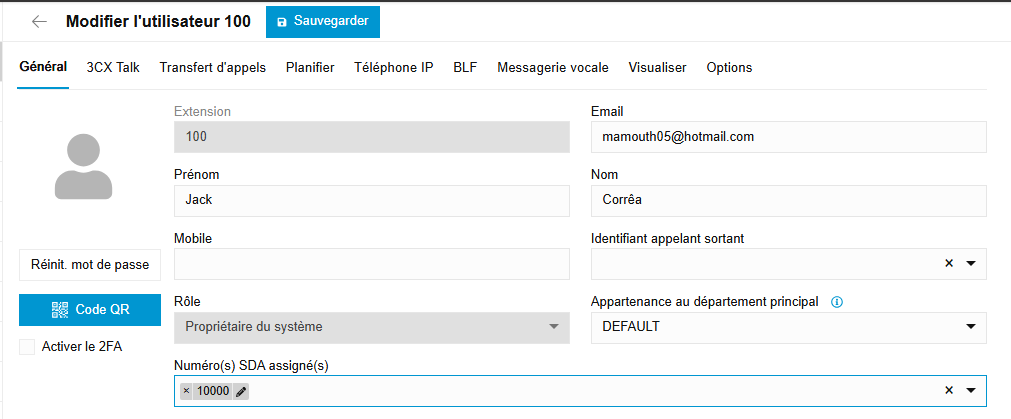 Modifier l'utilisateur 100
Sauvegarder
Général 3CX Talk Transfert d'appels Planifier Téléphone IP BLF Messagerie vocale Visualiser Options
Extension
100
Email
mamouth05@hotmail.com
Prénom
Jack
Nom
Corrêa
Mobile
Identifiant appelant sortant
Réinit. mot de passe
Code QR
Activer le 2FA
Rôle
Propriétaire du système
Appartenance au département principal
DEFAULT
Numéro(s) SDA assigné(s)
10000